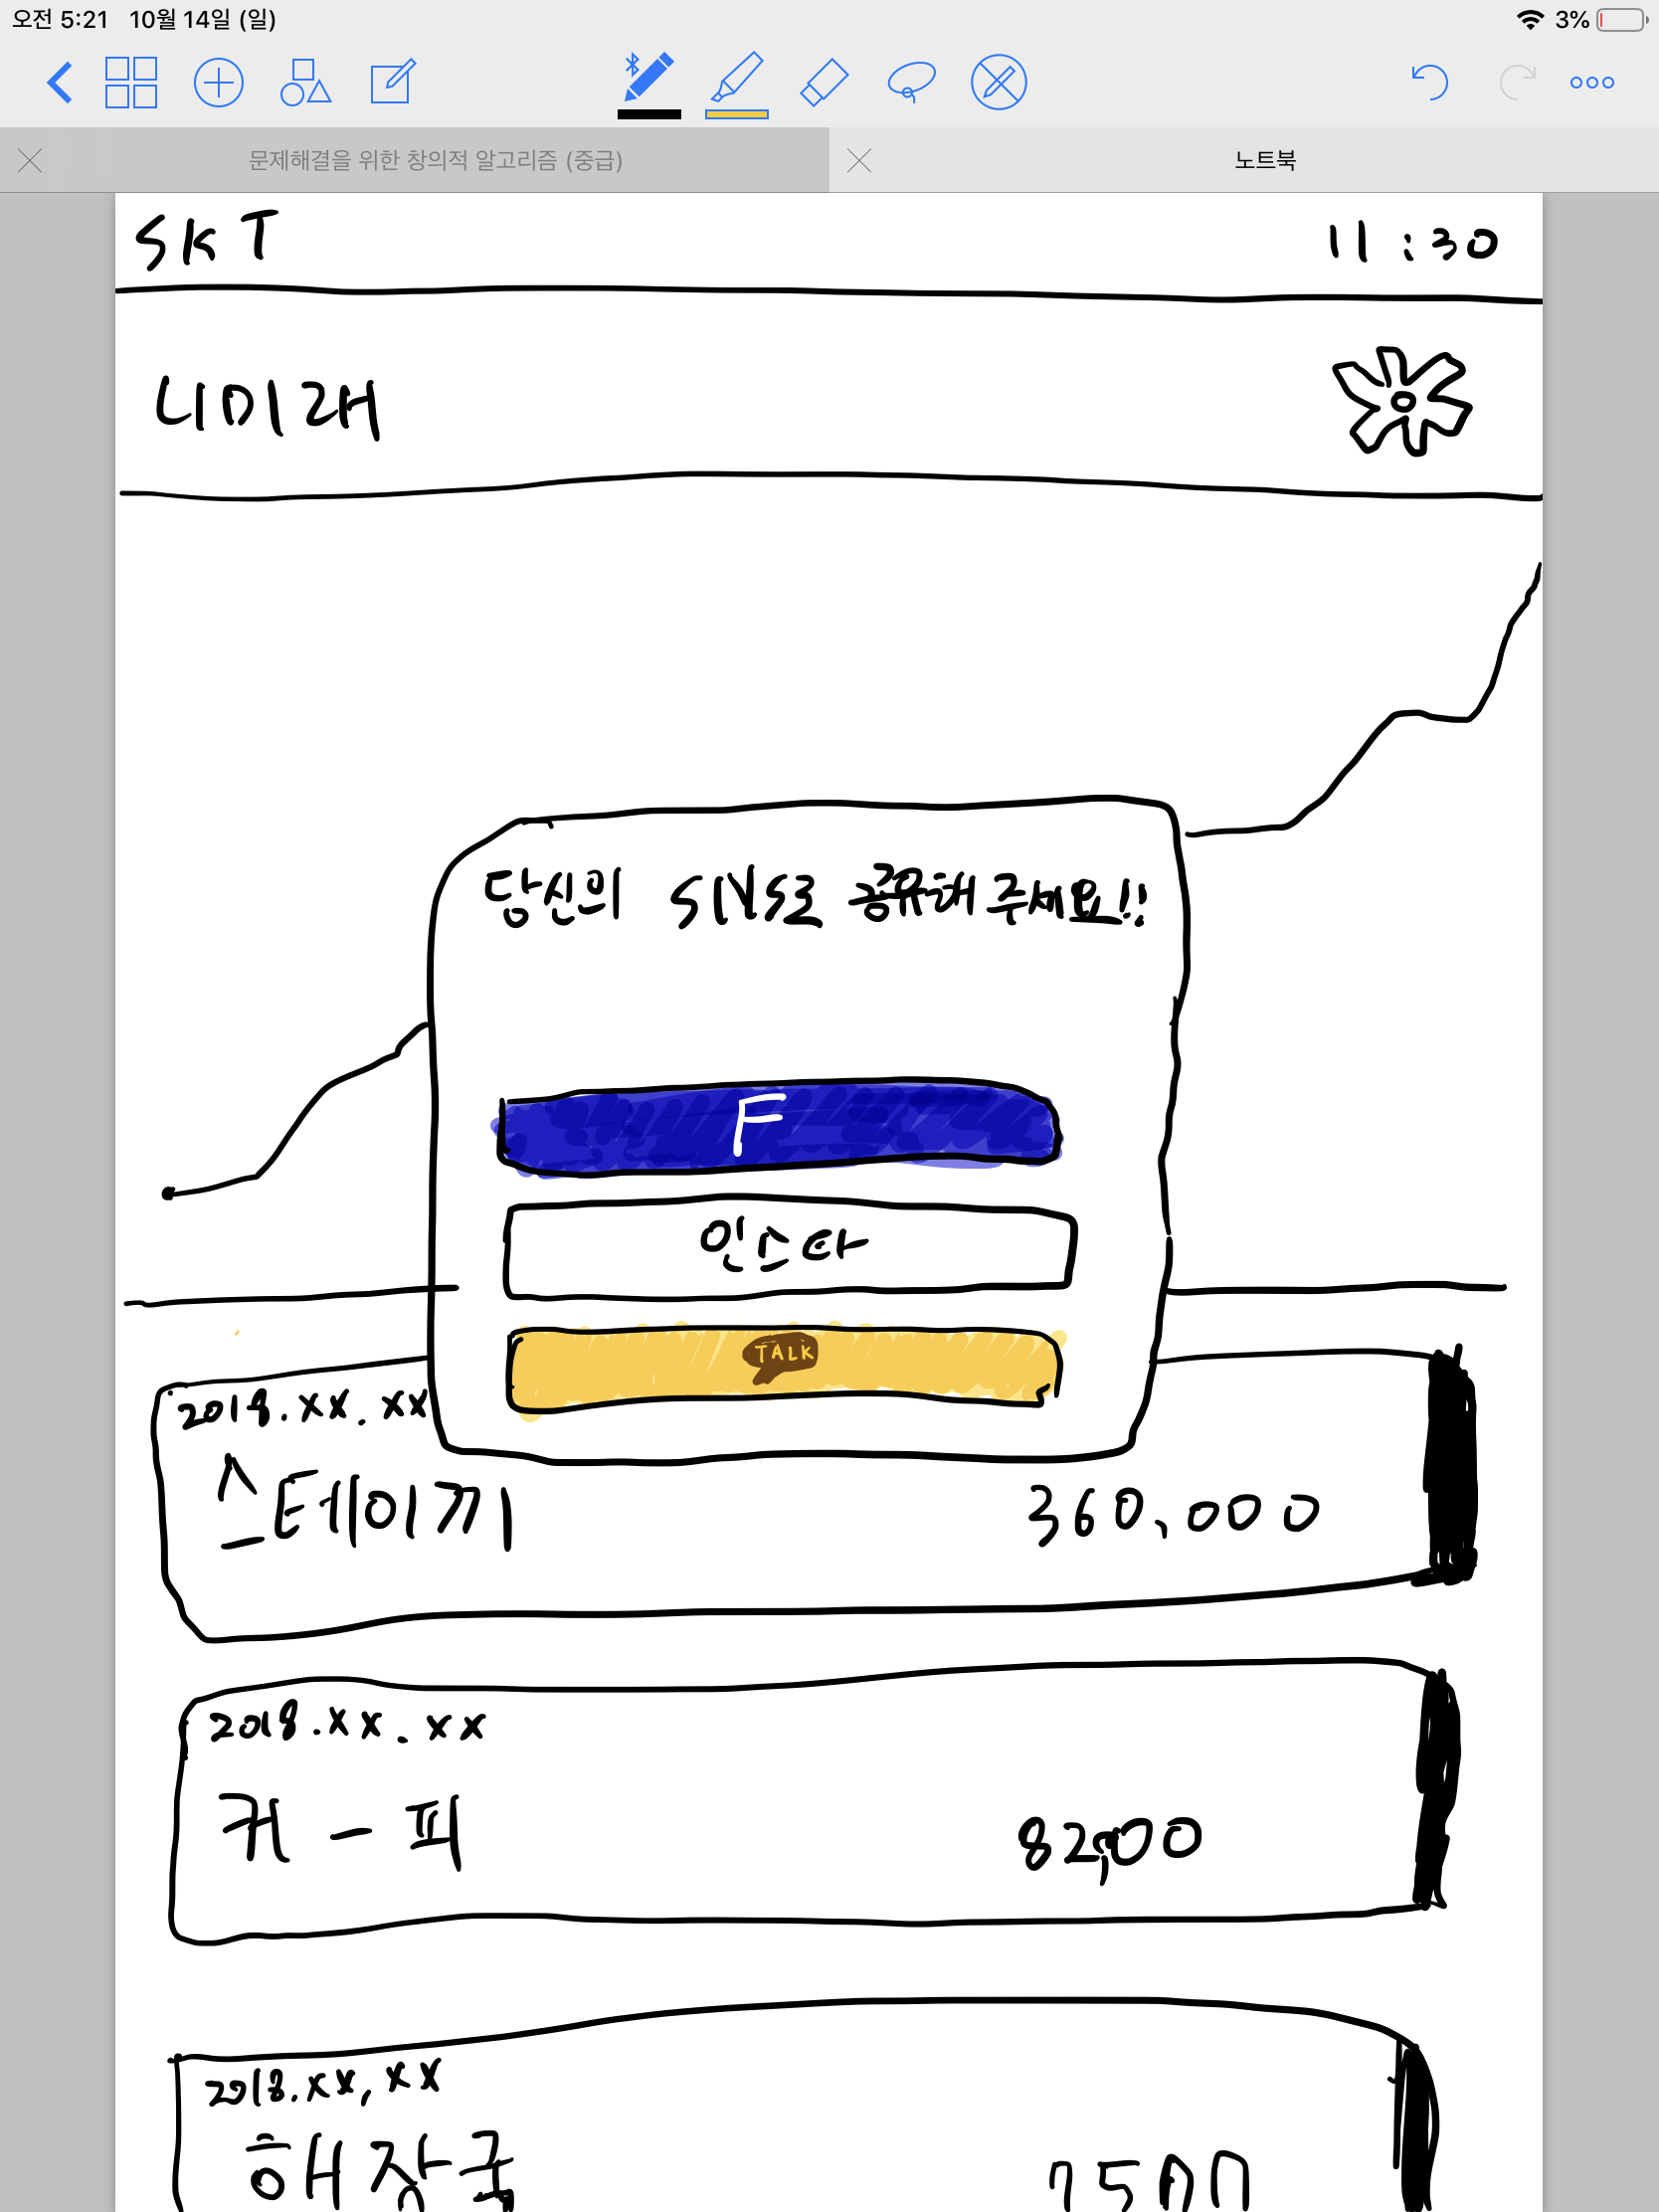 오전 5:21 10월 14일 (일) 3%
문제해결을 위한 창의적 알고리즘 (중급) 노트북
SKT 11:30
니미래
당신의 SNS로 공유해주세요!!
F
인스타
TALK
2018.XX.XX
스테이끼 360,000
2018.XX.XX
커-피 82,00
2018.XX.XX
해장국